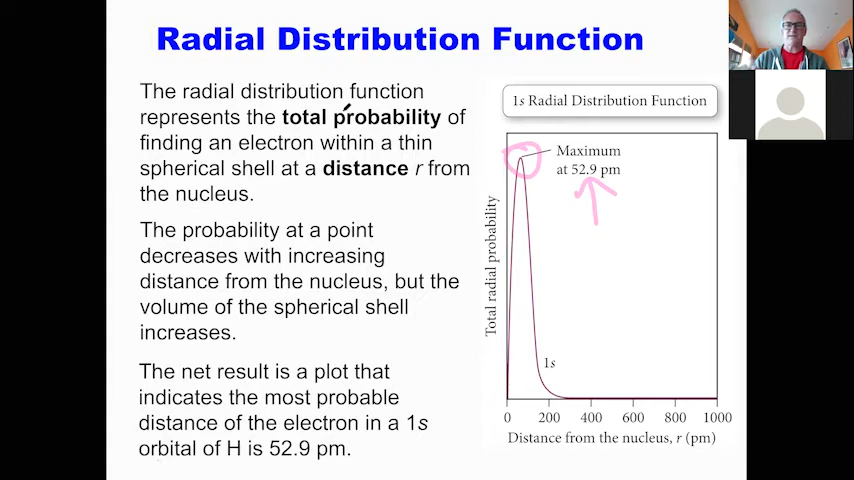 Radial Distribution Function
The radial distribution function
represents the total probability of
finding an electron within a thin
spherical shell at a distance r from
the nucleus.
The probability at a point
decreases with increasing
distance from the nucleus, but the
volume of the spherical shell
increases.
The net result is a plot that
indicates the most probable
distance of the electron in a 1s
orbital of H is 52.9 pm.
1s Radial Distribution Function
Maximum
at 52.9 pm
Total radial probability
1s
0 200 400 600 800 1000
Distance from the nucleus, r (pm)